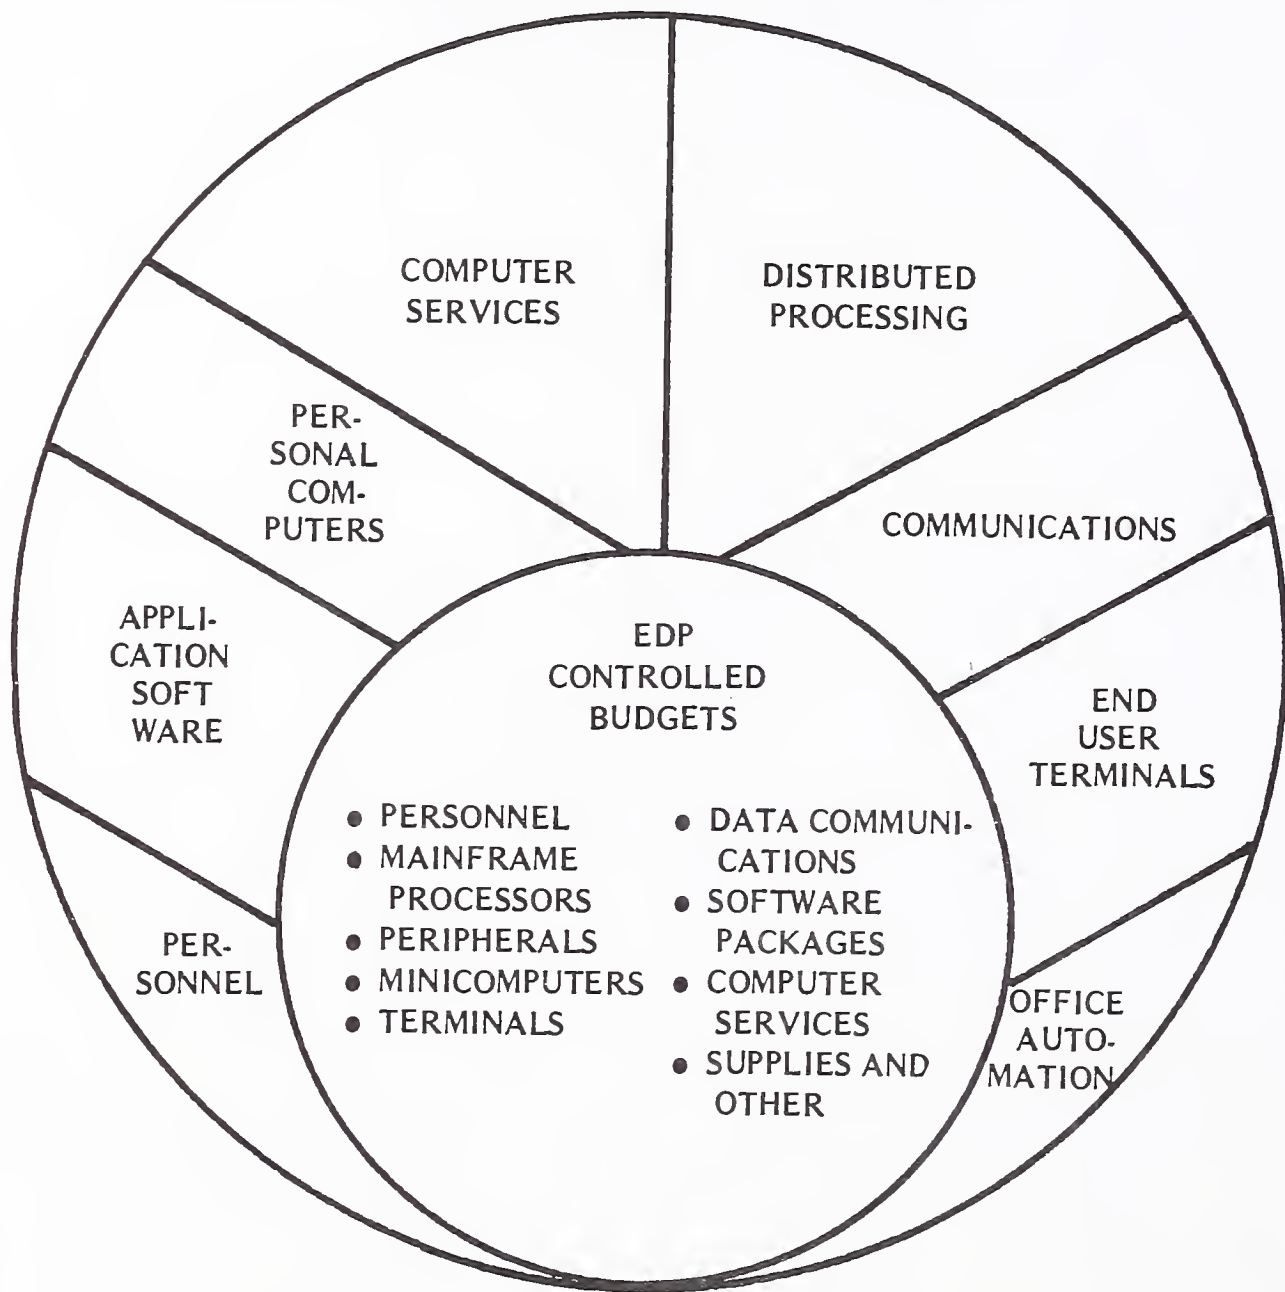 COMPUTER
SERVICES
DISTRIBUTED
PROCESSING
PER-
SONAL
COM-
PUTERS
COMMUNICATIONS
APPLI-
CATION
SOFT
WARE
END
USER
TERMINALS
PER-
SONNEL
OFFICE
AUTO-
MATION
EDP
CONTROLLED
BUDGETS
● PERSONNEL
● MAINFRAME
PROCESSORS
● PERIPHERALS
● MINICOMPUTERS
● TERMINALS
● DATA COMMUNI-
CATIONS
● SOFTWARE
PACKAGES
● COMPUTER
SERVICES
● SUPPLIES AND
OTHER